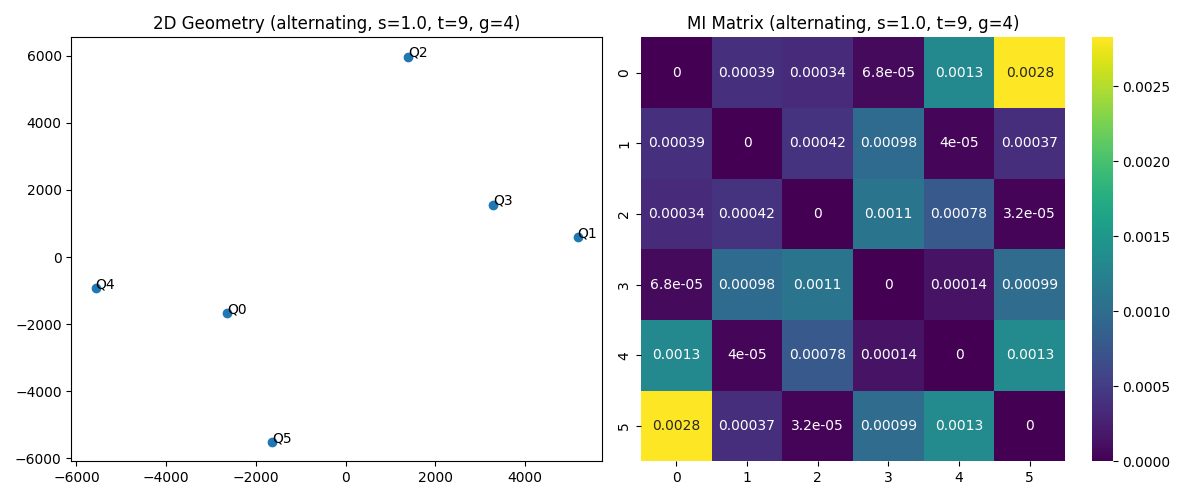 2D Geometry (alternating, s=1.0, t=9, g=4)
6000
4000
2000
0
−2000
−4000
−6000
−6000 −4000 −2000 0 2000 4000
Q2
Q3
Q1
Q4
Q0
Q5
MI Matrix (alternating, s=1.0, t=9, g=4)
0 0 0.00039 0.00034 6.8e-05 0.0013 0.0028
1 0.00039 0 0.00042 0.00098 4e-05 0.00037
2 0.00034 0.00042 0 0.0011 0.00078 3.2e-05
3 6.8e-05 0.00098 0.0011 0 0.00014 0.00099
4 0.0013 4e-05 0.00078 0.00014 0 0.0013
5 0.0028 0.00037 3.2e-05 0.00099 0.0013 0
0 1 2 3 4 5
0.0025
0.0020
0.0015
0.0010
0.0005
0.0000